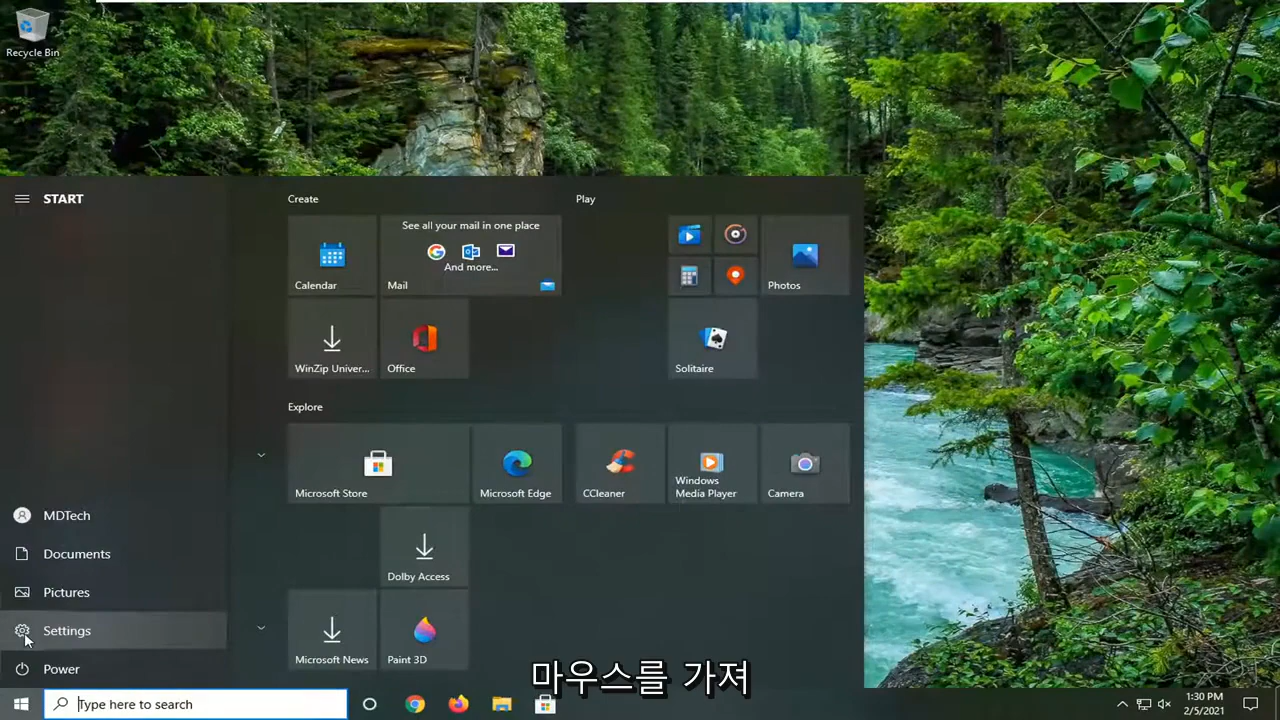 Recycle Bin
START
Create
Play
See all your mail in one place
And more...
Calendar
Mail
Photos
WinZip Univer...
Office
Solitaire
Explore
Microsoft Store
Microsoft Edge
CCleaner
Windows
Media Player
Camera
MDTech
Documents
Dolby Access
Pictures
Settings
Microsoft News
Paint 3D
Power
마우스를 가져
Type here to search
1:30 PM
2/5/2021